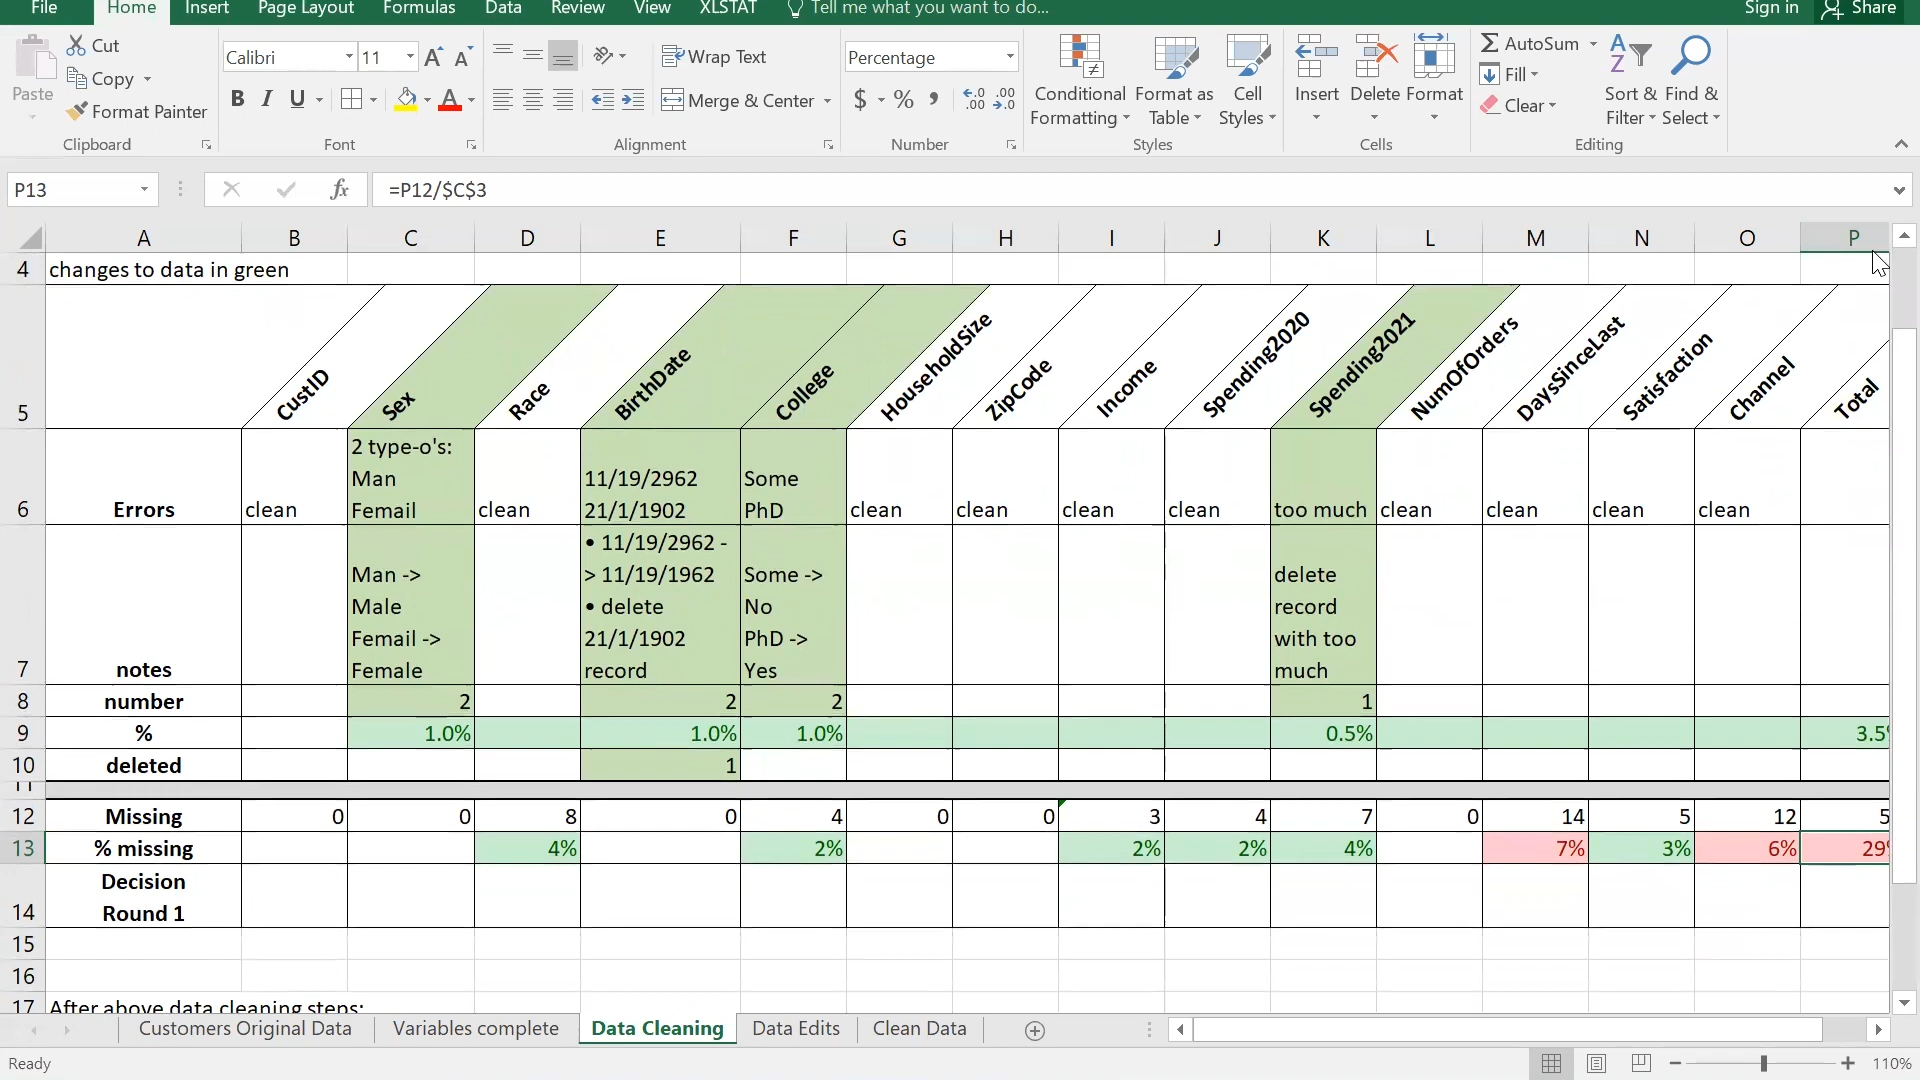 File Home Insert Page Layout Formulas Data Review View XLSTAT Tell me what you want to do... Sign in Share
Paste Cut Copy Format Painter Clipboard
Calibri 11 A A B I U A Font
Wrap Text Merge & Center Alignment
Percentage $ % , .00 .0 .00 .0 Number
Conditional Formatting Format as Table Cell Styles Styles
Insert Delete Format Cells
AutoSum Fill Clear Sort & Filter Find & Select Editing
P13 fx =P12/$C$3
A B C D E F G H I J K L M N O P
4 changes to data in green
5 CustID Sex Race BirthDate College HouseholdSize ZipCode Income Spending2020 Spending2021 NumOfOrders DaysSinceLast Satisfaction Channel Total
6 Errors clean 2 type-o's: Man Femail clean 11/19/2962 21/1/1902 Some PhD clean clean clean clean too much clean clean clean clean
7 notes Man -> Male Femail -> Female • 11/19/2962 -> 11/19/1962 • delete 21/1/1902 record Some -> No PhD -> Yes delete record with too much
8 number 2 2 2 1
9 % 1.0% 1.0% 1.0% 0.5% 3.5
10 deleted 1
11
12 Missing 0 0 8 0 4 0 0 3 4 7 0 14 5 12 5
13 % missing 4% 2% 2% 2% 4% 7% 3% 6% 29
14 Decision Round 1
15
16
17 After above data cleaning steps:
Customers Original Data Variables complete Data Cleaning Data Edits Clean Data
Ready 110%